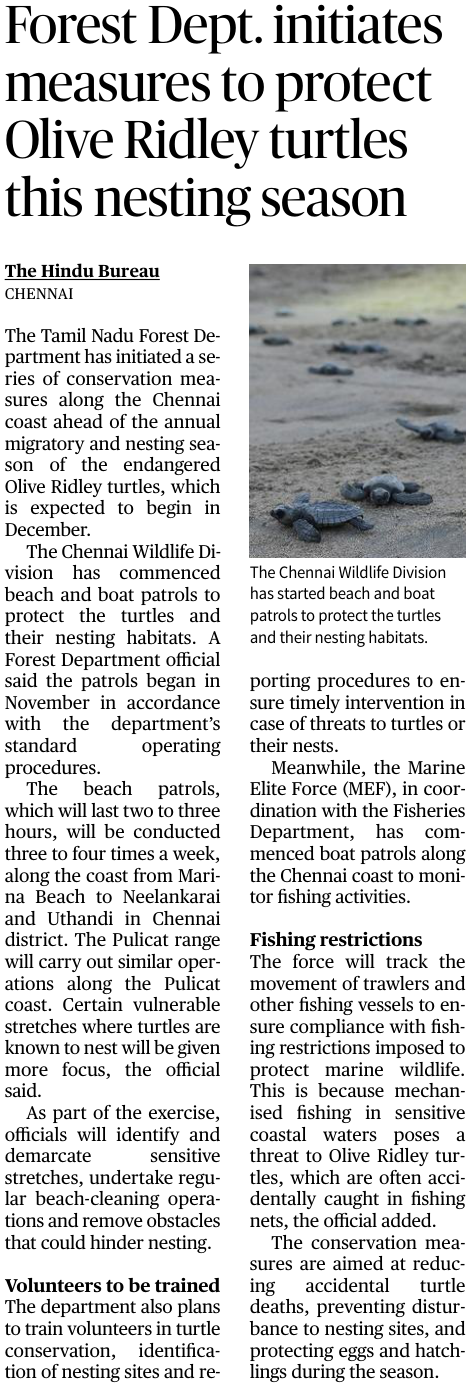 Forest Dept. initiates
measures to protect
Olive Ridley turtles
this nesting season
The Hindu Bureau
CHENNAI
The Tamil Nadu Forest De-
partment has initiated a se-
ries of conservation mea-
sures along the Chennai
coast ahead of the annual
migratory and nesting sea-
son of the endangered
Olive Ridley turtles, which
is expected to begin in
December.
The Chennai Wildlife Di-
vision has commenced
beach and boat patrols to
protect the turtles and
their nesting habitats. A
Forest Department official
said the patrols began in
November in accordance
with the department's
standard operating
procedures.
The beach patrols,
which will last two to three
hours, will be conducted
three to four times a week,
along the coast from Mari-
na Beach to Neelankarai
and Uthandi in Chennai
district. The Pulicat range
will carry out similar oper-
ations along the Pulicat
coast. Certain vulnerable
stretches where turtles are
known to nest will be given
more focus, the official
said.
As part of the exercise,
officials will identify and
demarcate sensitive
stretches, undertake regu-
lar beach-cleaning opera-
tions and remove obstacles
that could hinder nesting.
Volunteers to be trained
The department also plans
to train volunteers in turtle
conservation, identifica-
tion of nesting sites and re-
The Chennai Wildlife Division
has started beach and boat
patrols to protect the turtles
and their nesting habitats.
porting procedures to en-
sure timely intervention in
case of threats to turtles or
their nests.
Meanwhile, the Marine
Elite Force (MEF), in coor-
dination with the Fisheries
Department, has com-
menced boat patrols along
the Chennai coast to moni-
tor fishing activities.
Fishing restrictions
The force will track the
movement of trawlers and
other fishing vessels to en-
sure compliance with fish-
ing restrictions imposed to
protect marine wildlife.
This is because mechan-
ised fishing in sensitive
coastal waters poses a
threat to Olive Ridley tur-
tles, which are often acci-
dentally caught in fishing
nets, the official added.
The conservation mea-
sures are aimed at reduc-
ing accidental turtle
deaths, preventing distur-
bance to nesting sites, and
protecting eggs and hatch-
lings during the season.